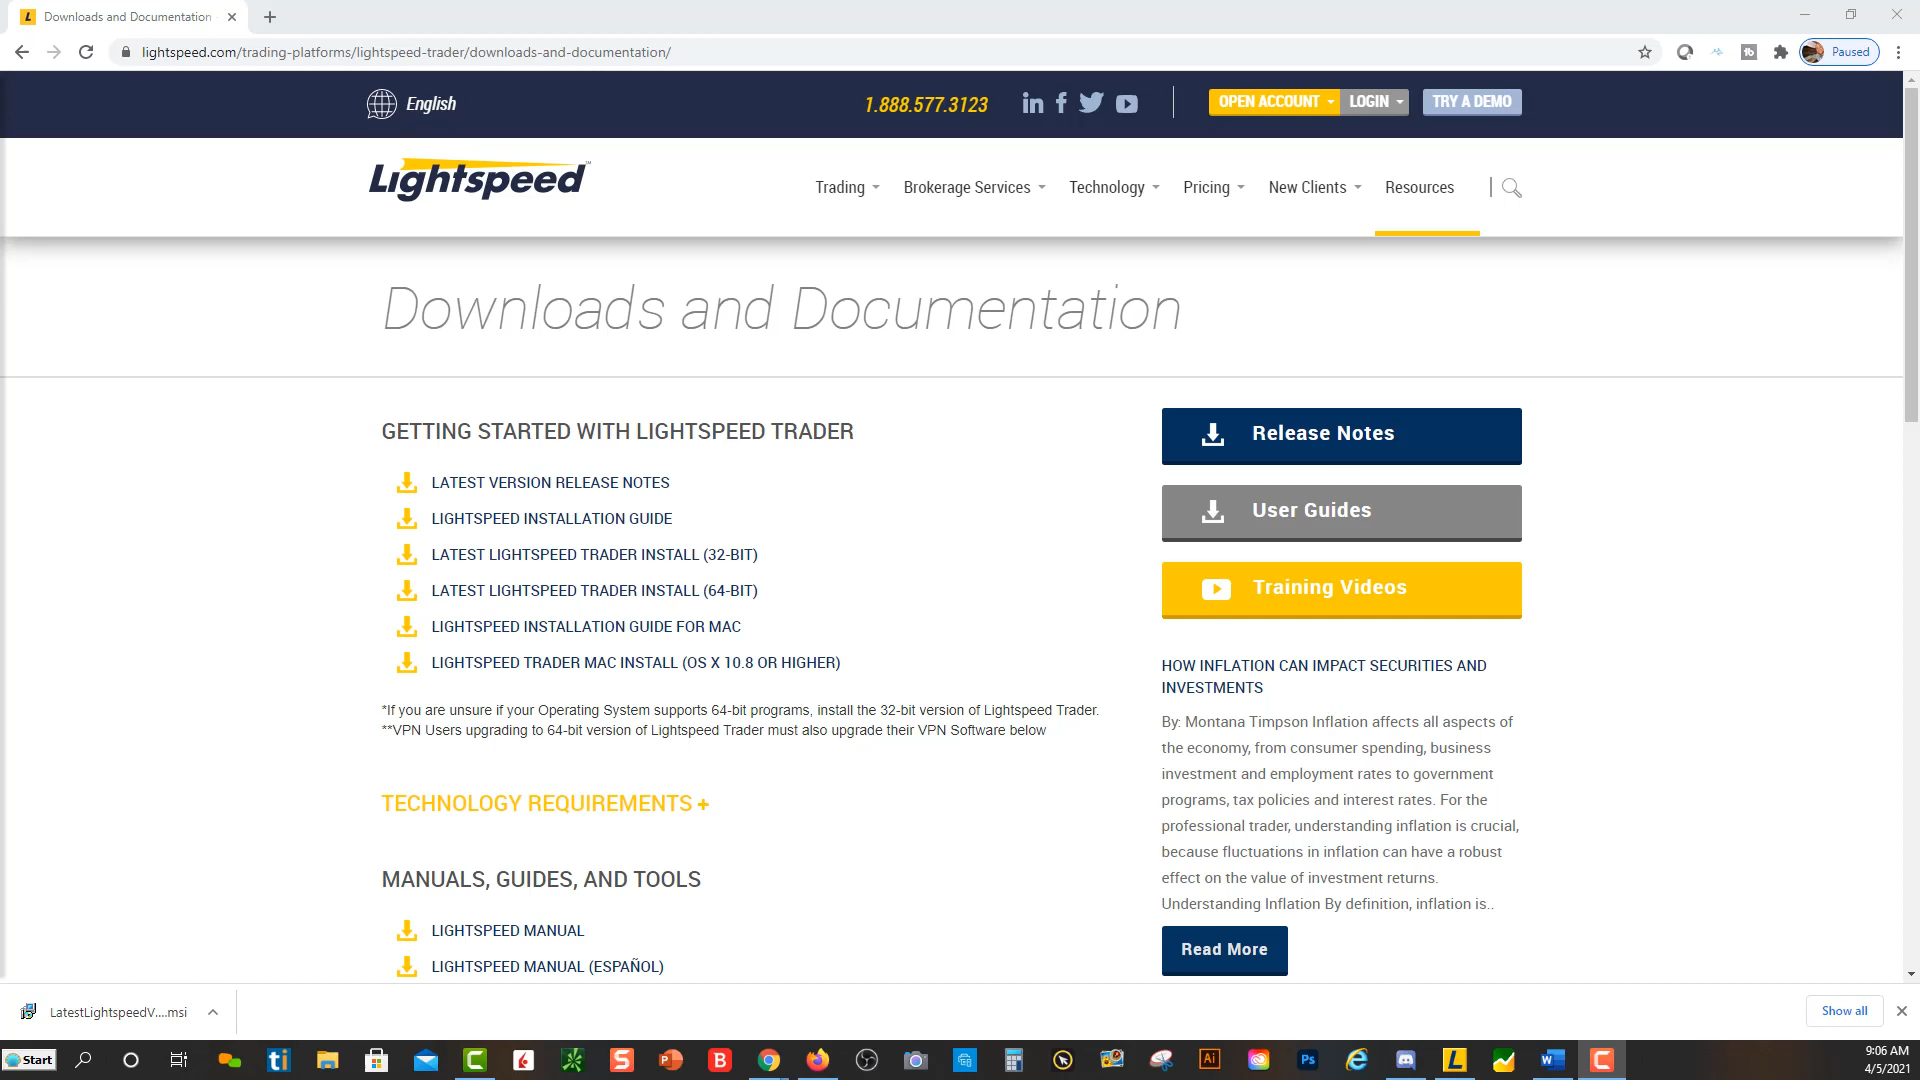 Downloads and Documentation
lightspeed.com/trading-platforms/lightspeed-trader/downloads-and-documentation/
Paused
English
1.888.577.3123
OPEN ACCOUNT
LOGIN
TRY A DEMO
Lightspeed™
Trading
Brokerage Services
Technology
Pricing
New Clients
Resources
Downloads and Documentation
GETTING STARTED WITH LIGHTSPEED TRADER
LATEST VERSION RELEASE NOTES
LIGHTSPEED INSTALLATION GUIDE
LATEST LIGHTSPEED TRADER INSTALL (32-BIT)
LATEST LIGHTSPEED TRADER INSTALL (64-BIT)
LIGHTSPEED INSTALLATION GUIDE FOR MAC
LIGHTSPEED TRADER MAC INSTALL (OS X 10.8 OR HIGHER)
*If you are unsure if your Operating System supports 64-bit programs, install the 32-bit version of Lightspeed Trader.
**VPN Users upgrading to 64-bit version of Lightspeed Trader must also upgrade their VPN Software below
TECHNOLOGY REQUIREMENTS +
MANUALS, GUIDES, AND TOOLS
LIGHTSPEED MANUAL
LIGHTSPEED MANUAL (ESPAÑOL)
Release Notes
User Guides
Training Videos
HOW INFLATION CAN IMPACT SECURITIES AND
INVESTMENTS
By: Montana Timpson Inflation affects all aspects of
the economy, from consumer spending, business
investment and employment rates to government
programs, tax policies and interest rates. For the
professional trader, understanding inflation is crucial,
because fluctuations in inflation can have a robust
effect on the value of investment returns.
Understanding Inflation By definition, inflation is..
Read More
LatestLightspeedV....msi
Show all
Start
9:06 AM
4/5/2021